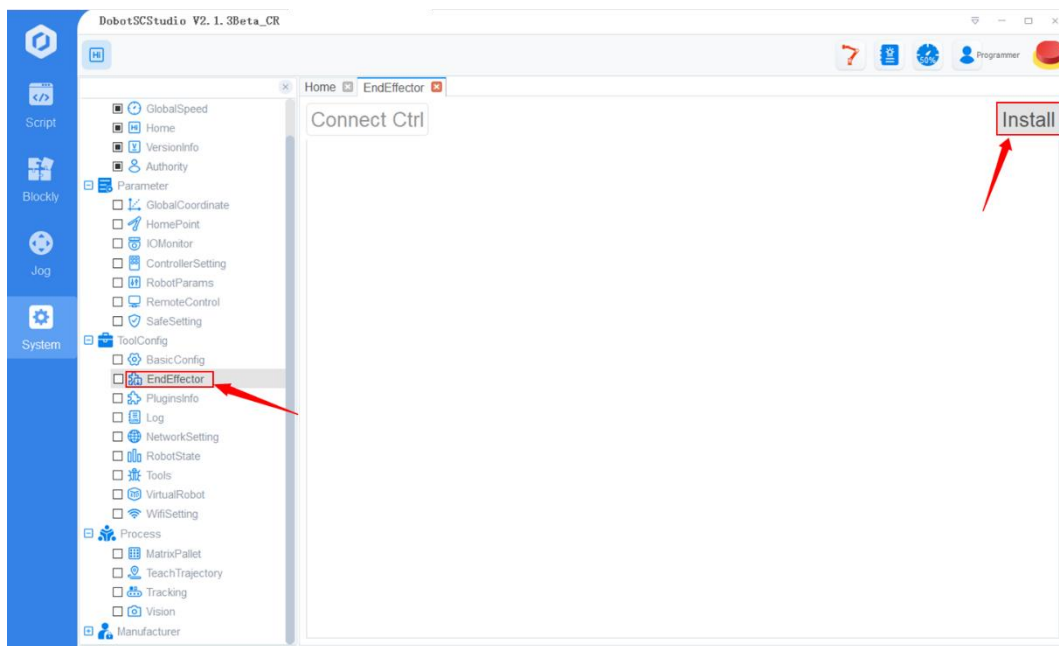 DobotSCStudio V2.1.3Beta_CR
Hi
50%
Programmer
Home
EndEffector
Script
Blockly
Jog
System
GlobalSpeed
Home
VersionInfo
Authority
Parameter
GlobalCoordinate
HomePoint
IOMonitor
ControllerSetting
RobotParams
RemoteControl
SafeSetting
ToolConfig
BasicConfig
EndEffector
PluginsInfo
Log
NetworkSetting
RobotState
Tools
VirtualRobot
WifiSetting
Process
MatrixPallet
TeachTrajectory
Tracking
Vision
Manufacturer
Connect Ctrl
Install